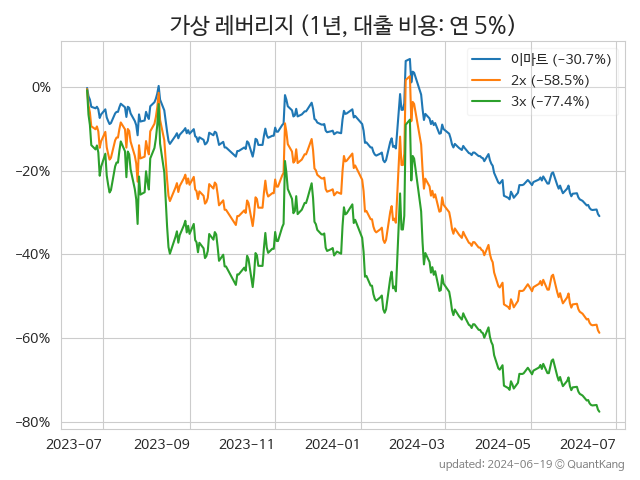 가상 레버리지 (1년, 대출 비용: 연 5%)
이마트 (−30.7%)
2x (−58.5%)
3x (−77.4%)
0%
−20%
−40%
−60%
−80%
2023-07 2023-09 2023-11 2024-01 2024-03 2024-05 2024-07
updated: 2024-06-19 © QuantKang